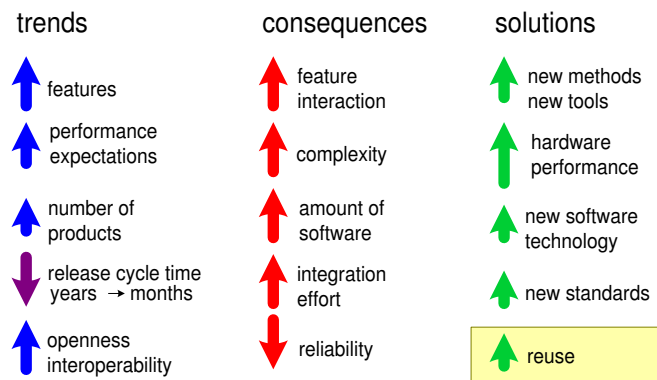 trends
features
performance
expectations
number of
products
release cycle time
years → months
openness
interoperability
consequences
feature
interaction
complexity
amount of
software
integration
effort
reliability
solutions
new methods
new tools
hardware
performance
new software
technology
new standards
reuse